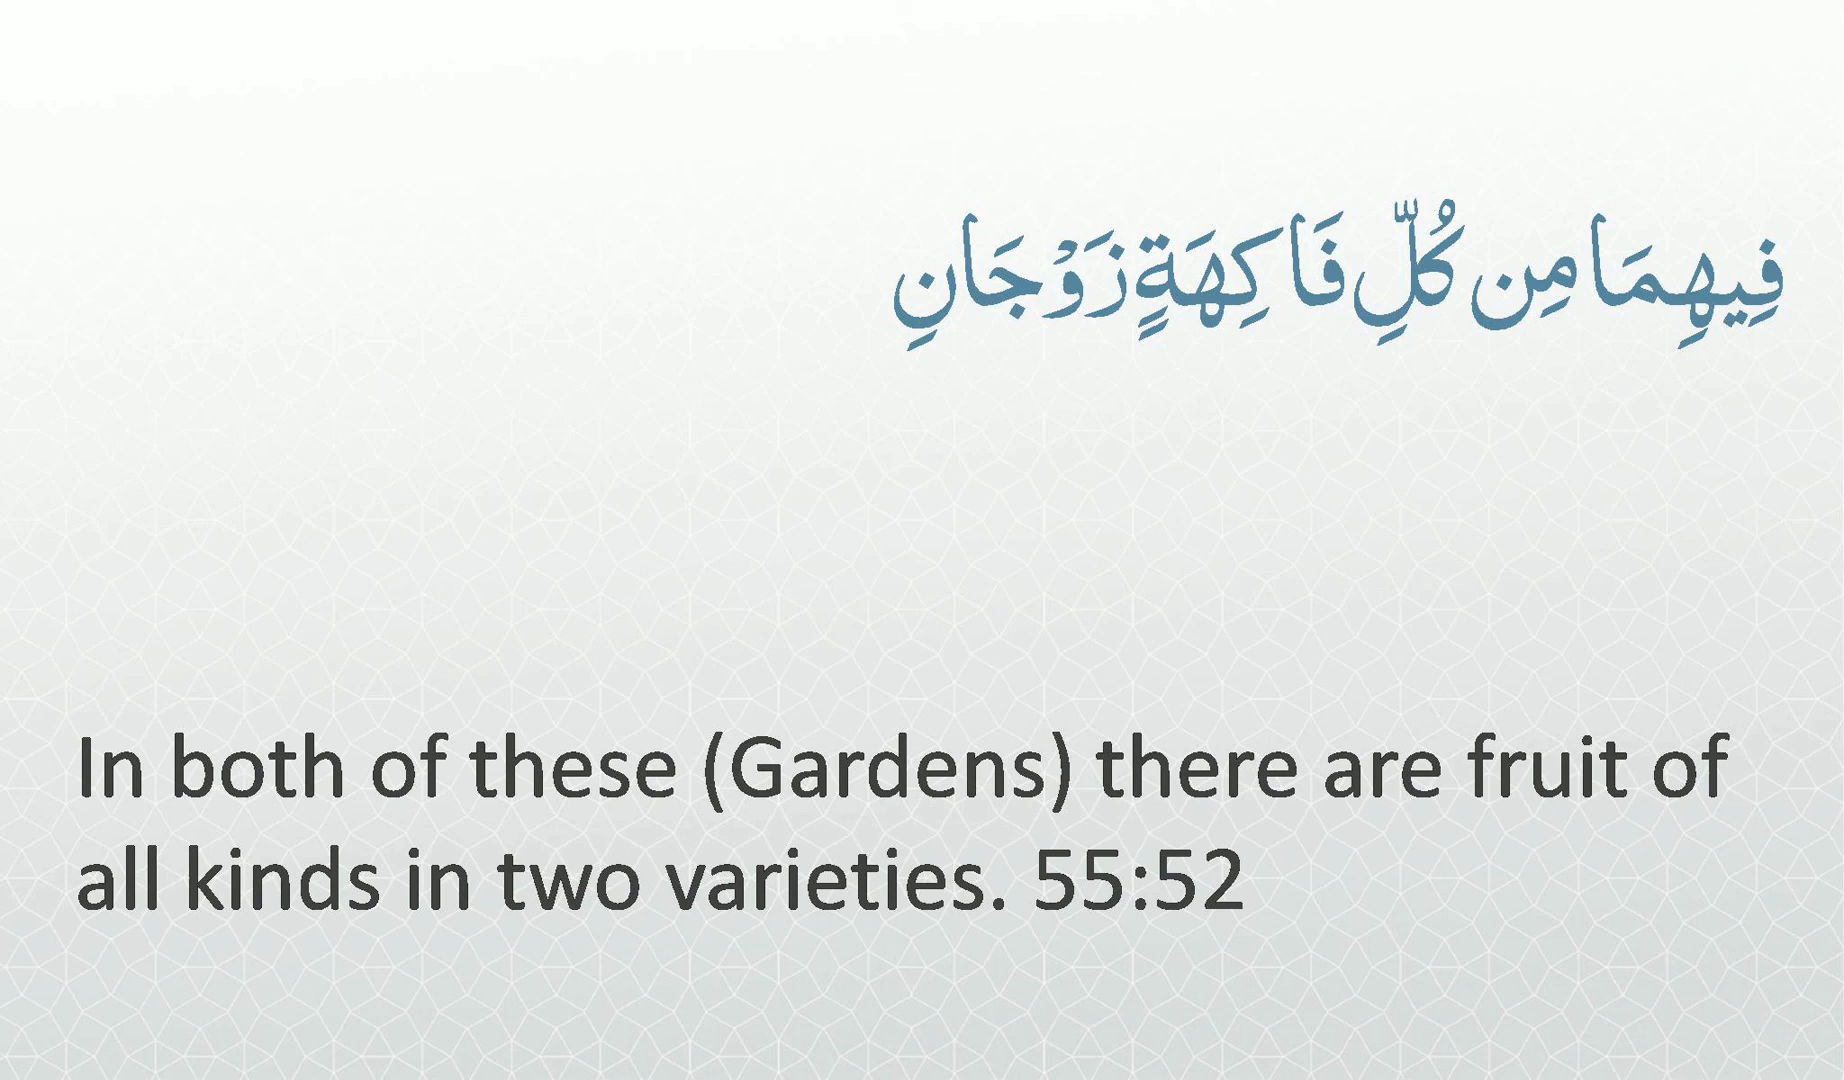 فِيهِمَا مِن كُلِّ فَاكِهَةٍ زَوْجَانِ
In both of these (Gardens) there are fruit of
all kinds in two varieties. 55:52